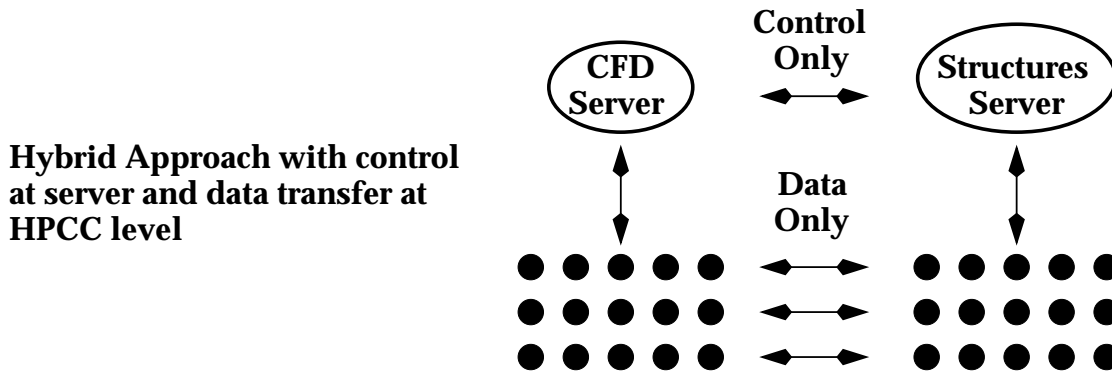 Control
Only
CFD
Server
Structures
Server
Hybrid Approach with control
at server and data transfer at
HPCC level
Data
Only